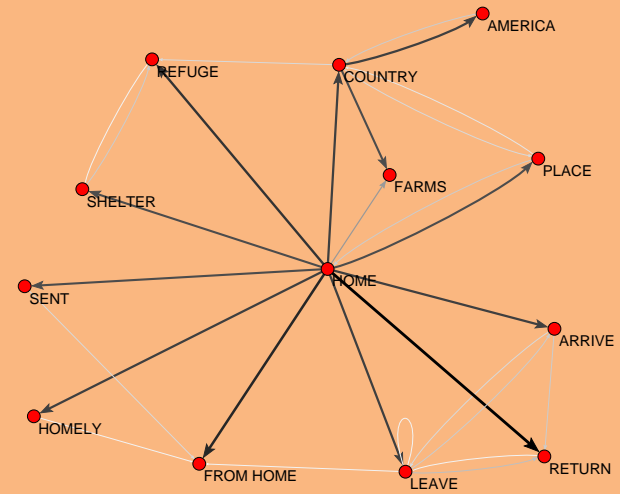 AMERICA
REFUGE
COUNTRY
PLACE
FARMS
SHELTER
HOME
SENT
ARRIVE
HOMELY
FROM HOME
RETURN
LEAVE